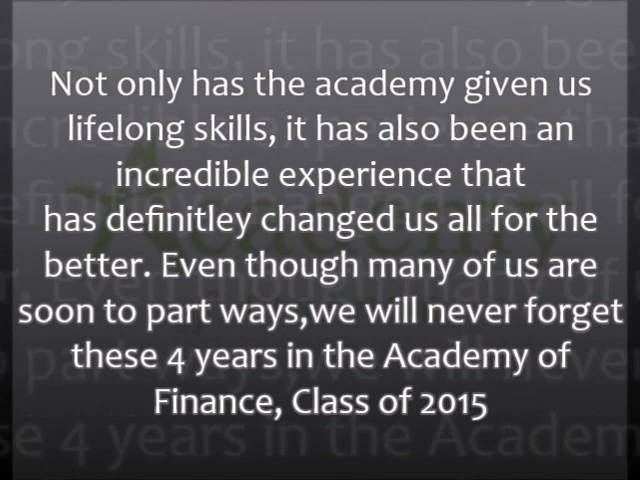 Not only has the academy given us
lifelong skills, it has also been an
incredible experience that
has definitley changed us all for the
better. Even though many of us are
soon to part ways,we will never forget
these 4 years in the Academy of
Finance, Class of 2015